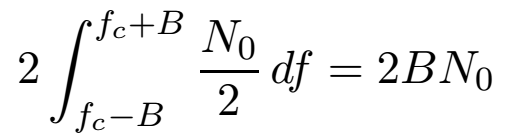 $2 \int_{f_c-B}^{f_c+B} \frac{N_0}{2} \, df = 2BN_0$